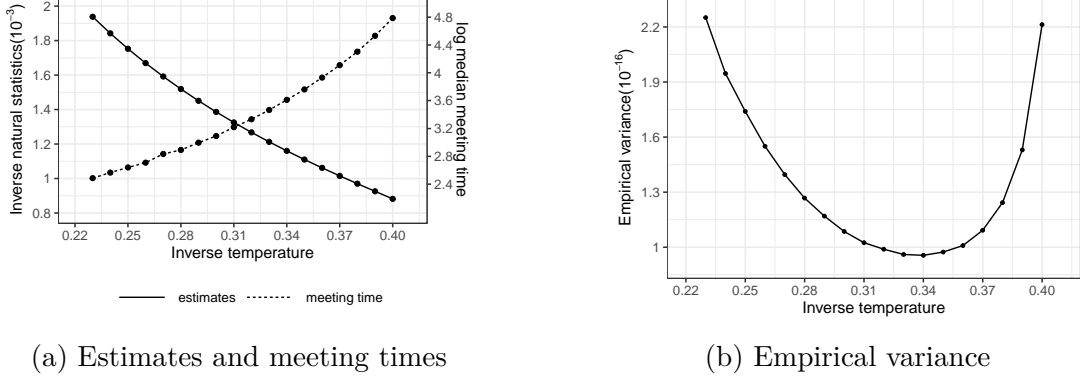 2
1.8
1.6
1.4
1.2
1
0.8
Inverse natural statistics(10⁻³)
4.8
4.4
4
3.6
3.2
2.8
2.4
log median meeting time
0.22 0.25 0.28 0.31 0.34 0.37 0.40
Inverse temperature
estimates meeting time
(a) Estimates and meeting times
2.2
1.9
1.6
1.3
1
Empirical variance(10⁻¹⁶)
0.22 0.25 0.28 0.31 0.34 0.37 0.40
Inverse temperature
(b) Empirical variance